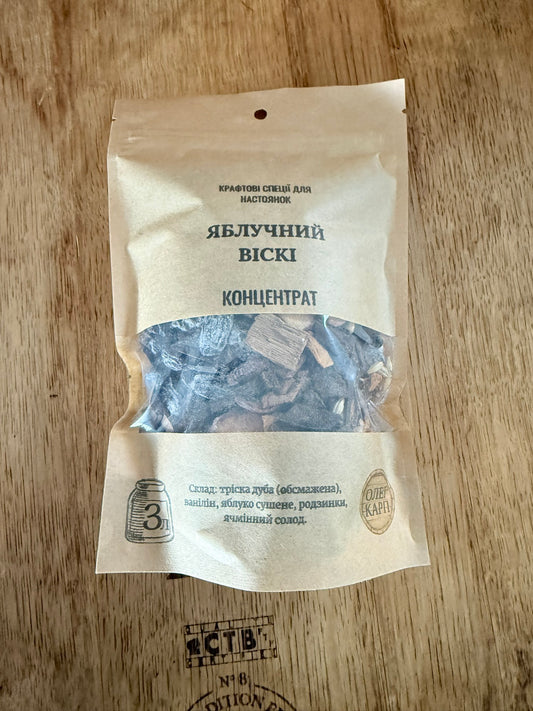 КРАФТОВІ СПЕЦІЇ ДЛЯ
НАСТОЯНОК
ЯБЛУЧНИЙ
ВІСКІ
КОНЦЕНТРАТ
Склад: тріска дуба (обсмажена),
ванілін, яблуко сушене, родзинки,
ячмінний солод.
3л
ОЛЕГ
КАРП
СТВ
N° 8